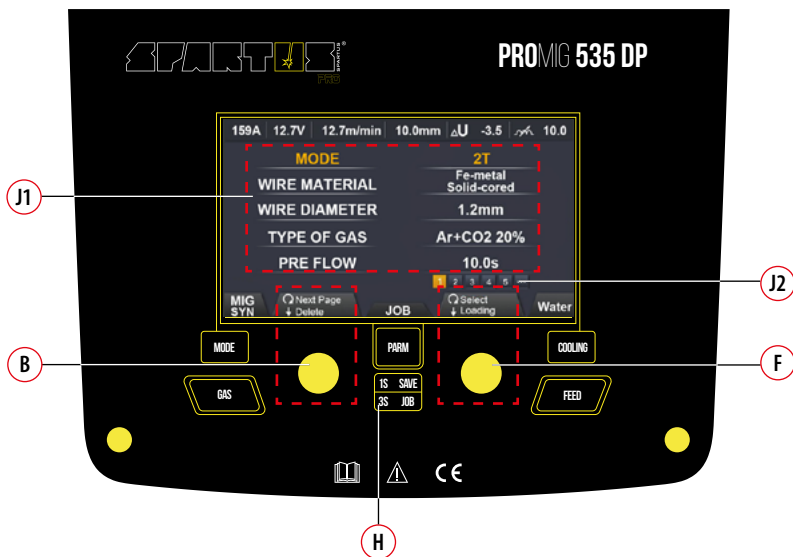 SPARTUS®
SPARTUS
PRO
PROMIG 535 DP
159A 12.7V 12.7m/min 10.0mm △U -3.5 10.0
MODE 2T
WIRE MATERIAL Fe-metal Solid-cored
WIRE DIAMETER 1.2mm
TYPE OF GAS Ar+CO2 20%
PRE FLOW 10.0s
1 2 3 4 5
MIG SYN
Next Page
↓ Delete
JOB
Select
↓ Loading
Water
MODE
PARM
COOLING
GAS
1S SAVE
3S JOB
FEED
CE
J1
J2
B
F
H